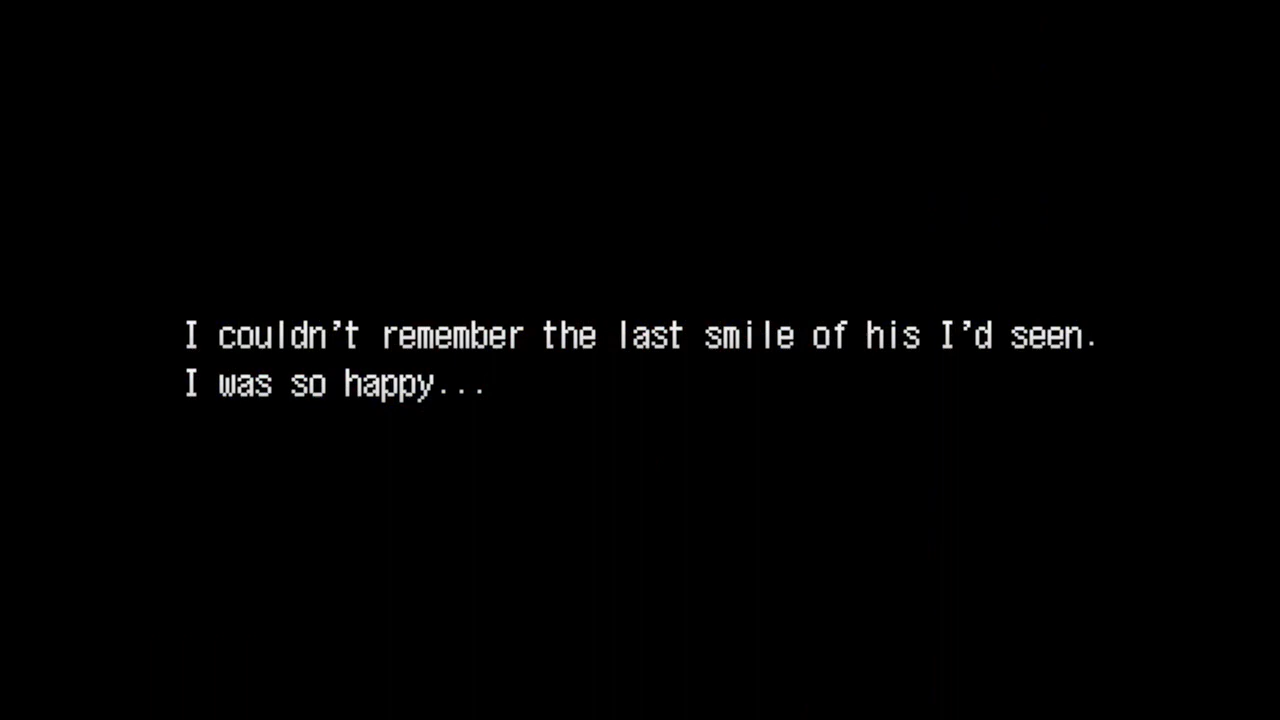 I couldn’t remember the last smile of his I’d seen.
I was so happy...